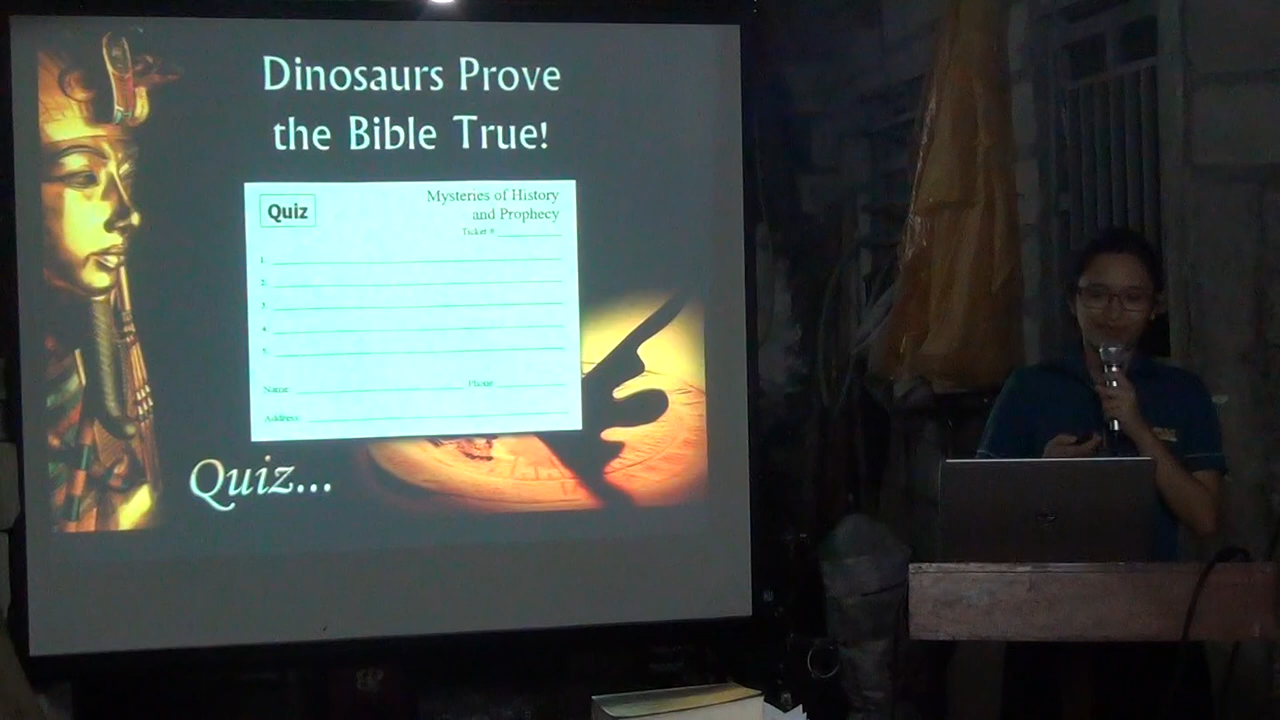 Dinosaurs Prove
the Bible True!
Quiz
Mysteries of History
and Prophecy
Ticket #
1.
2.
3.
4.
5.
Name:
Phone
Address:
Quiz...